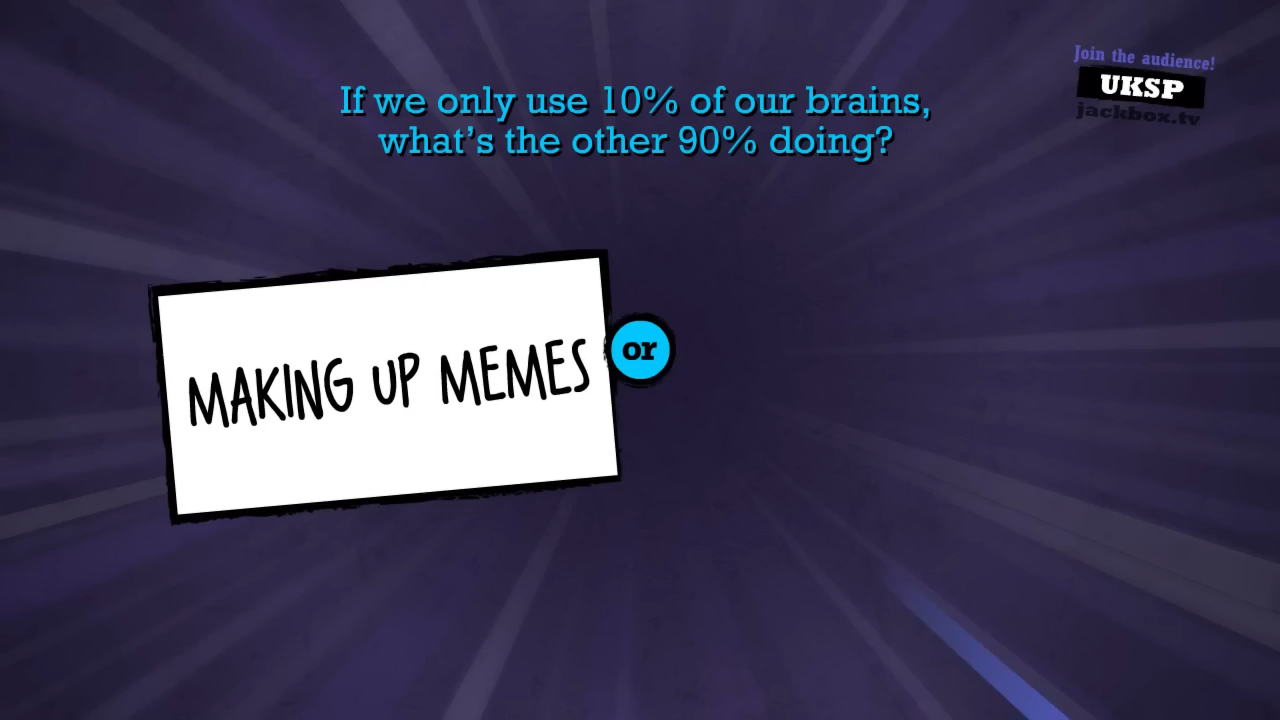 If we only use 10% of our brains,
what's the other 90% doing?
Join the audience!
UKSP
jackbox.tv
MAKING UP MEMES
or